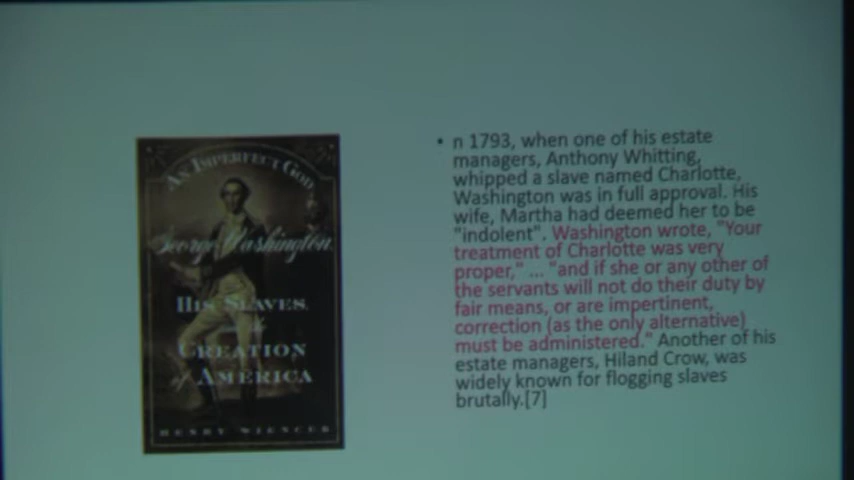 AN IMPERFECT GOD
George Washington,
HIS SLAVES,
and the
CREATION
of AMERICA
HENRY WIENCEK
• n 1793, when one of his estate
managers, Anthony Whitting,
whipped a slave named Charlotte,
Washington was in full approval. His
wife, Martha had deemed her to be
"indolent". Washington wrote, "Your
treatment of Charlotte was very
proper," ... "and if she or any other of
the servants will not do their duty by
fair means, or are impertinent,
correction (as the only alternative)
must be administered." Another of his
estate managers, Hiland Crow, was
widely known for flogging slaves
brutally.[7]